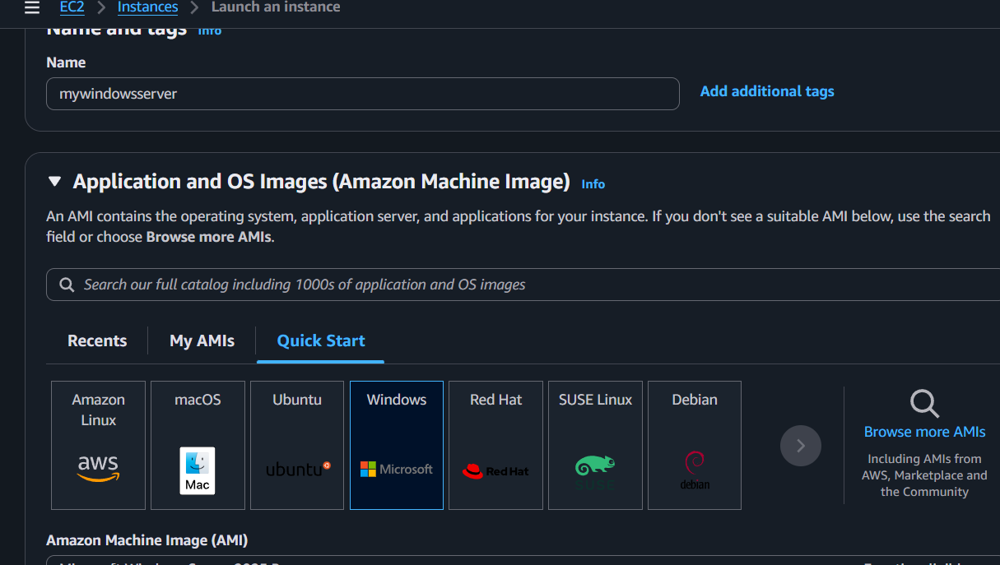 EC2 > Instances > Launch an instance
Name and tags Info
Name
mywindowsserver
Add additional tags
Application and OS Images (Amazon Machine Image) Info
An AMI contains the operating system, application server, and applications for your instance. If you don't see a suitable AMI below, use the search
field or choose Browse more AMIs.
Search our full catalog including 1000s of application and OS images
Recents
My AMIs
Quick Start
Amazon
Linux
aws
macOS
Mac
Ubuntu
ubuntu
Windows
Microsoft
Red Hat
Red Hat
SUSE Linux
SUSE
Debian
debian
Browse more AMIs
Including AMIs from
AWS, Marketplace and
the Community
Amazon Machine Image (AMI)
Microsoft Windows Server 2025